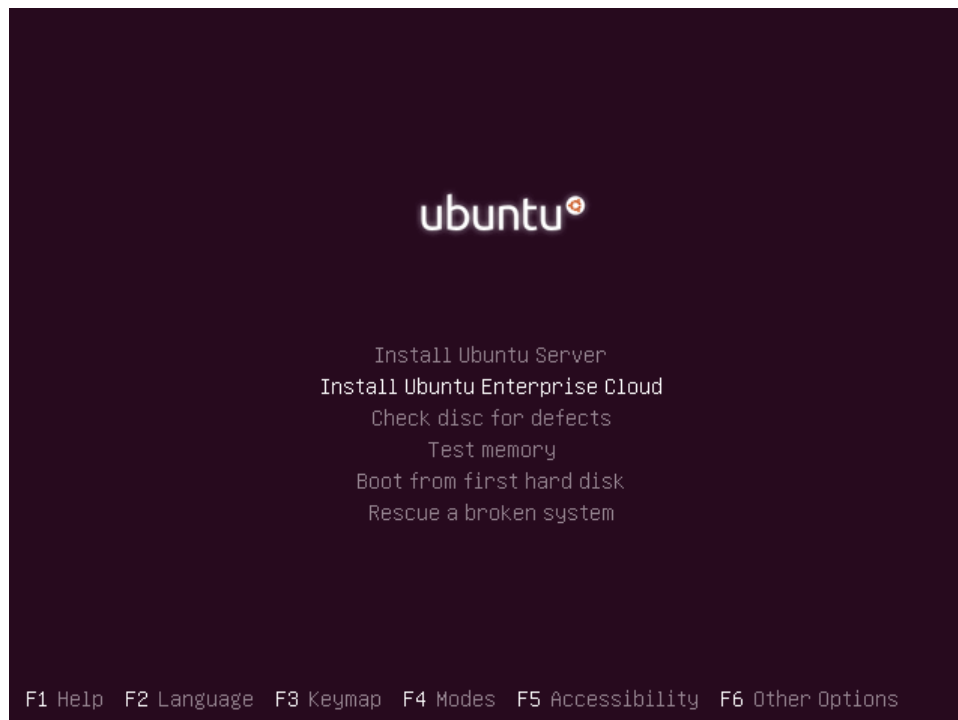 ubuntu
Install Ubuntu Server
Install Ubuntu Enterprise Cloud
Check disc for defects
Test memory
Boot from first hard disk
Rescue a broken system
F1 Help F2 Language F3 Keymap F4 Modes F5 Accessibility F6 Other Options